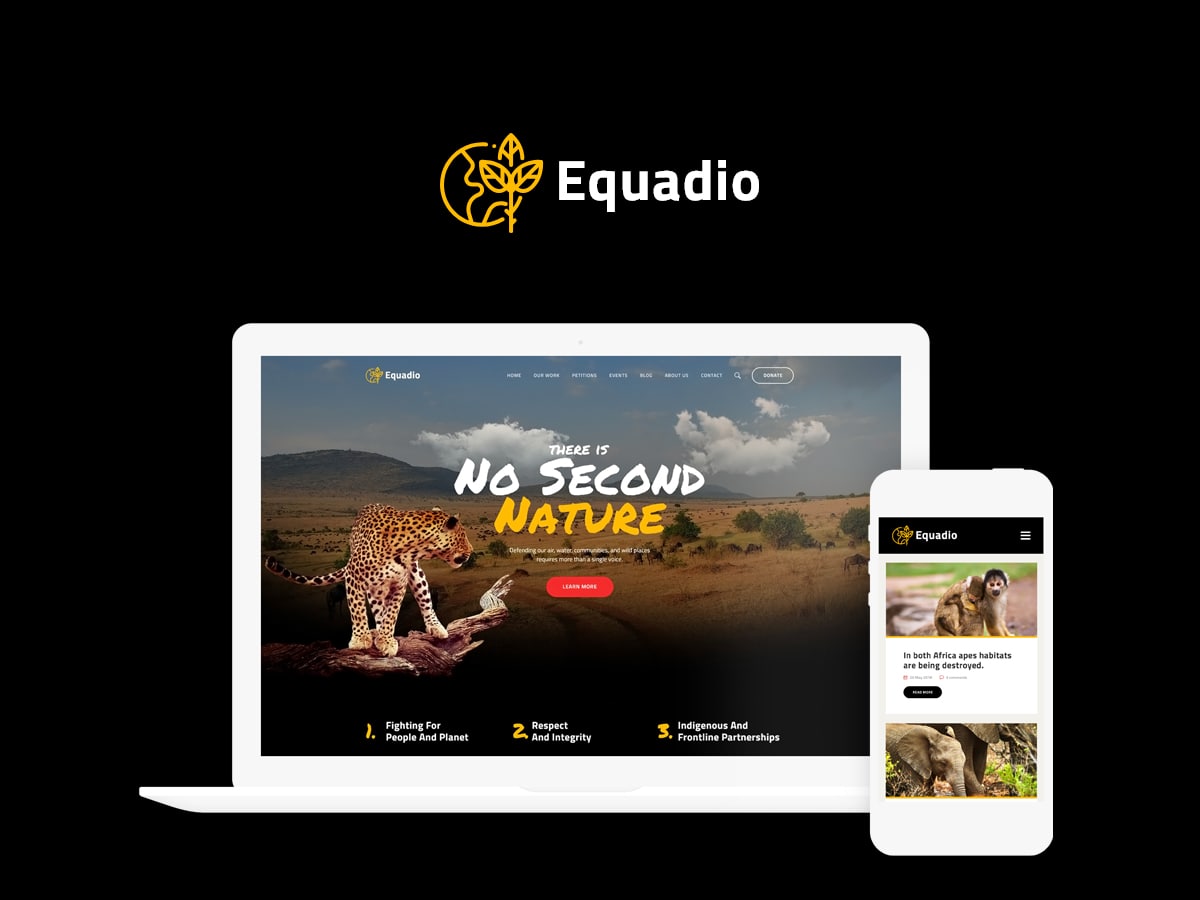 Equadio
Equadio
HOME OUR WORK PETITIONS EVENTS BLOG ABOUT US CONTACT DONATE
THERE IS
NO SECOND
NATURE
Defending our air, water, communities, and wild places
requires more than a single voice.
LEARN MORE
1. Fighting For
People And Planet
2. Respect
And Integrity
3. Indigenous And
Frontline Partnerships
Equadio
In both Africa apes habitats
are being destroyed.
READ MORE